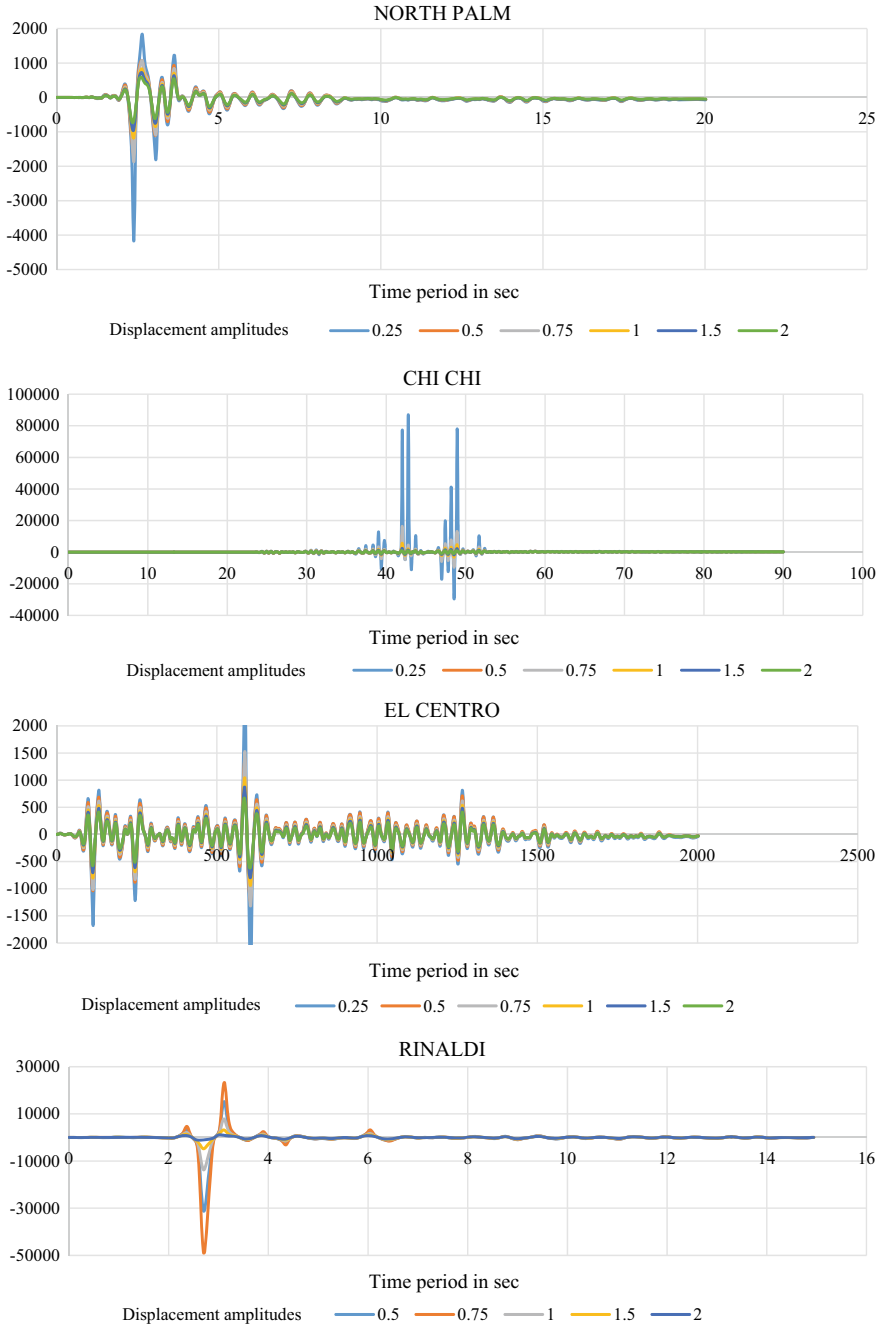 NORTH PALM
2000
1000
0
-1000
-2000
-3000
-4000
-5000
0 5 10 15 20 25
Time period in sec
Displacement amplitudes 0.25 0.5 0.75 1 1.5 2
CHI CHI
100000
80000
60000
40000
20000
0
-20000
-40000
0 10 20 30 40 50 60 70 80 90 100
Time period in sec
Displacement amplitudes 0.25 0.5 0.75 1 1.5 2
EL CENTRO
2000
1500
1000
500
0
-500
-1000
-1500
-2000
0 500 1000 1500 2000 2500
Time period in sec
Displacement amplitudes 0.25 0.5 0.75 1 1.5 2
RINALDI
30000
10000
-10000
-30000
-50000
0 2 4 6 8 10 12 14 16
Time period in sec
Displacement amplitudes 0.5 0.75 1 1.5 2